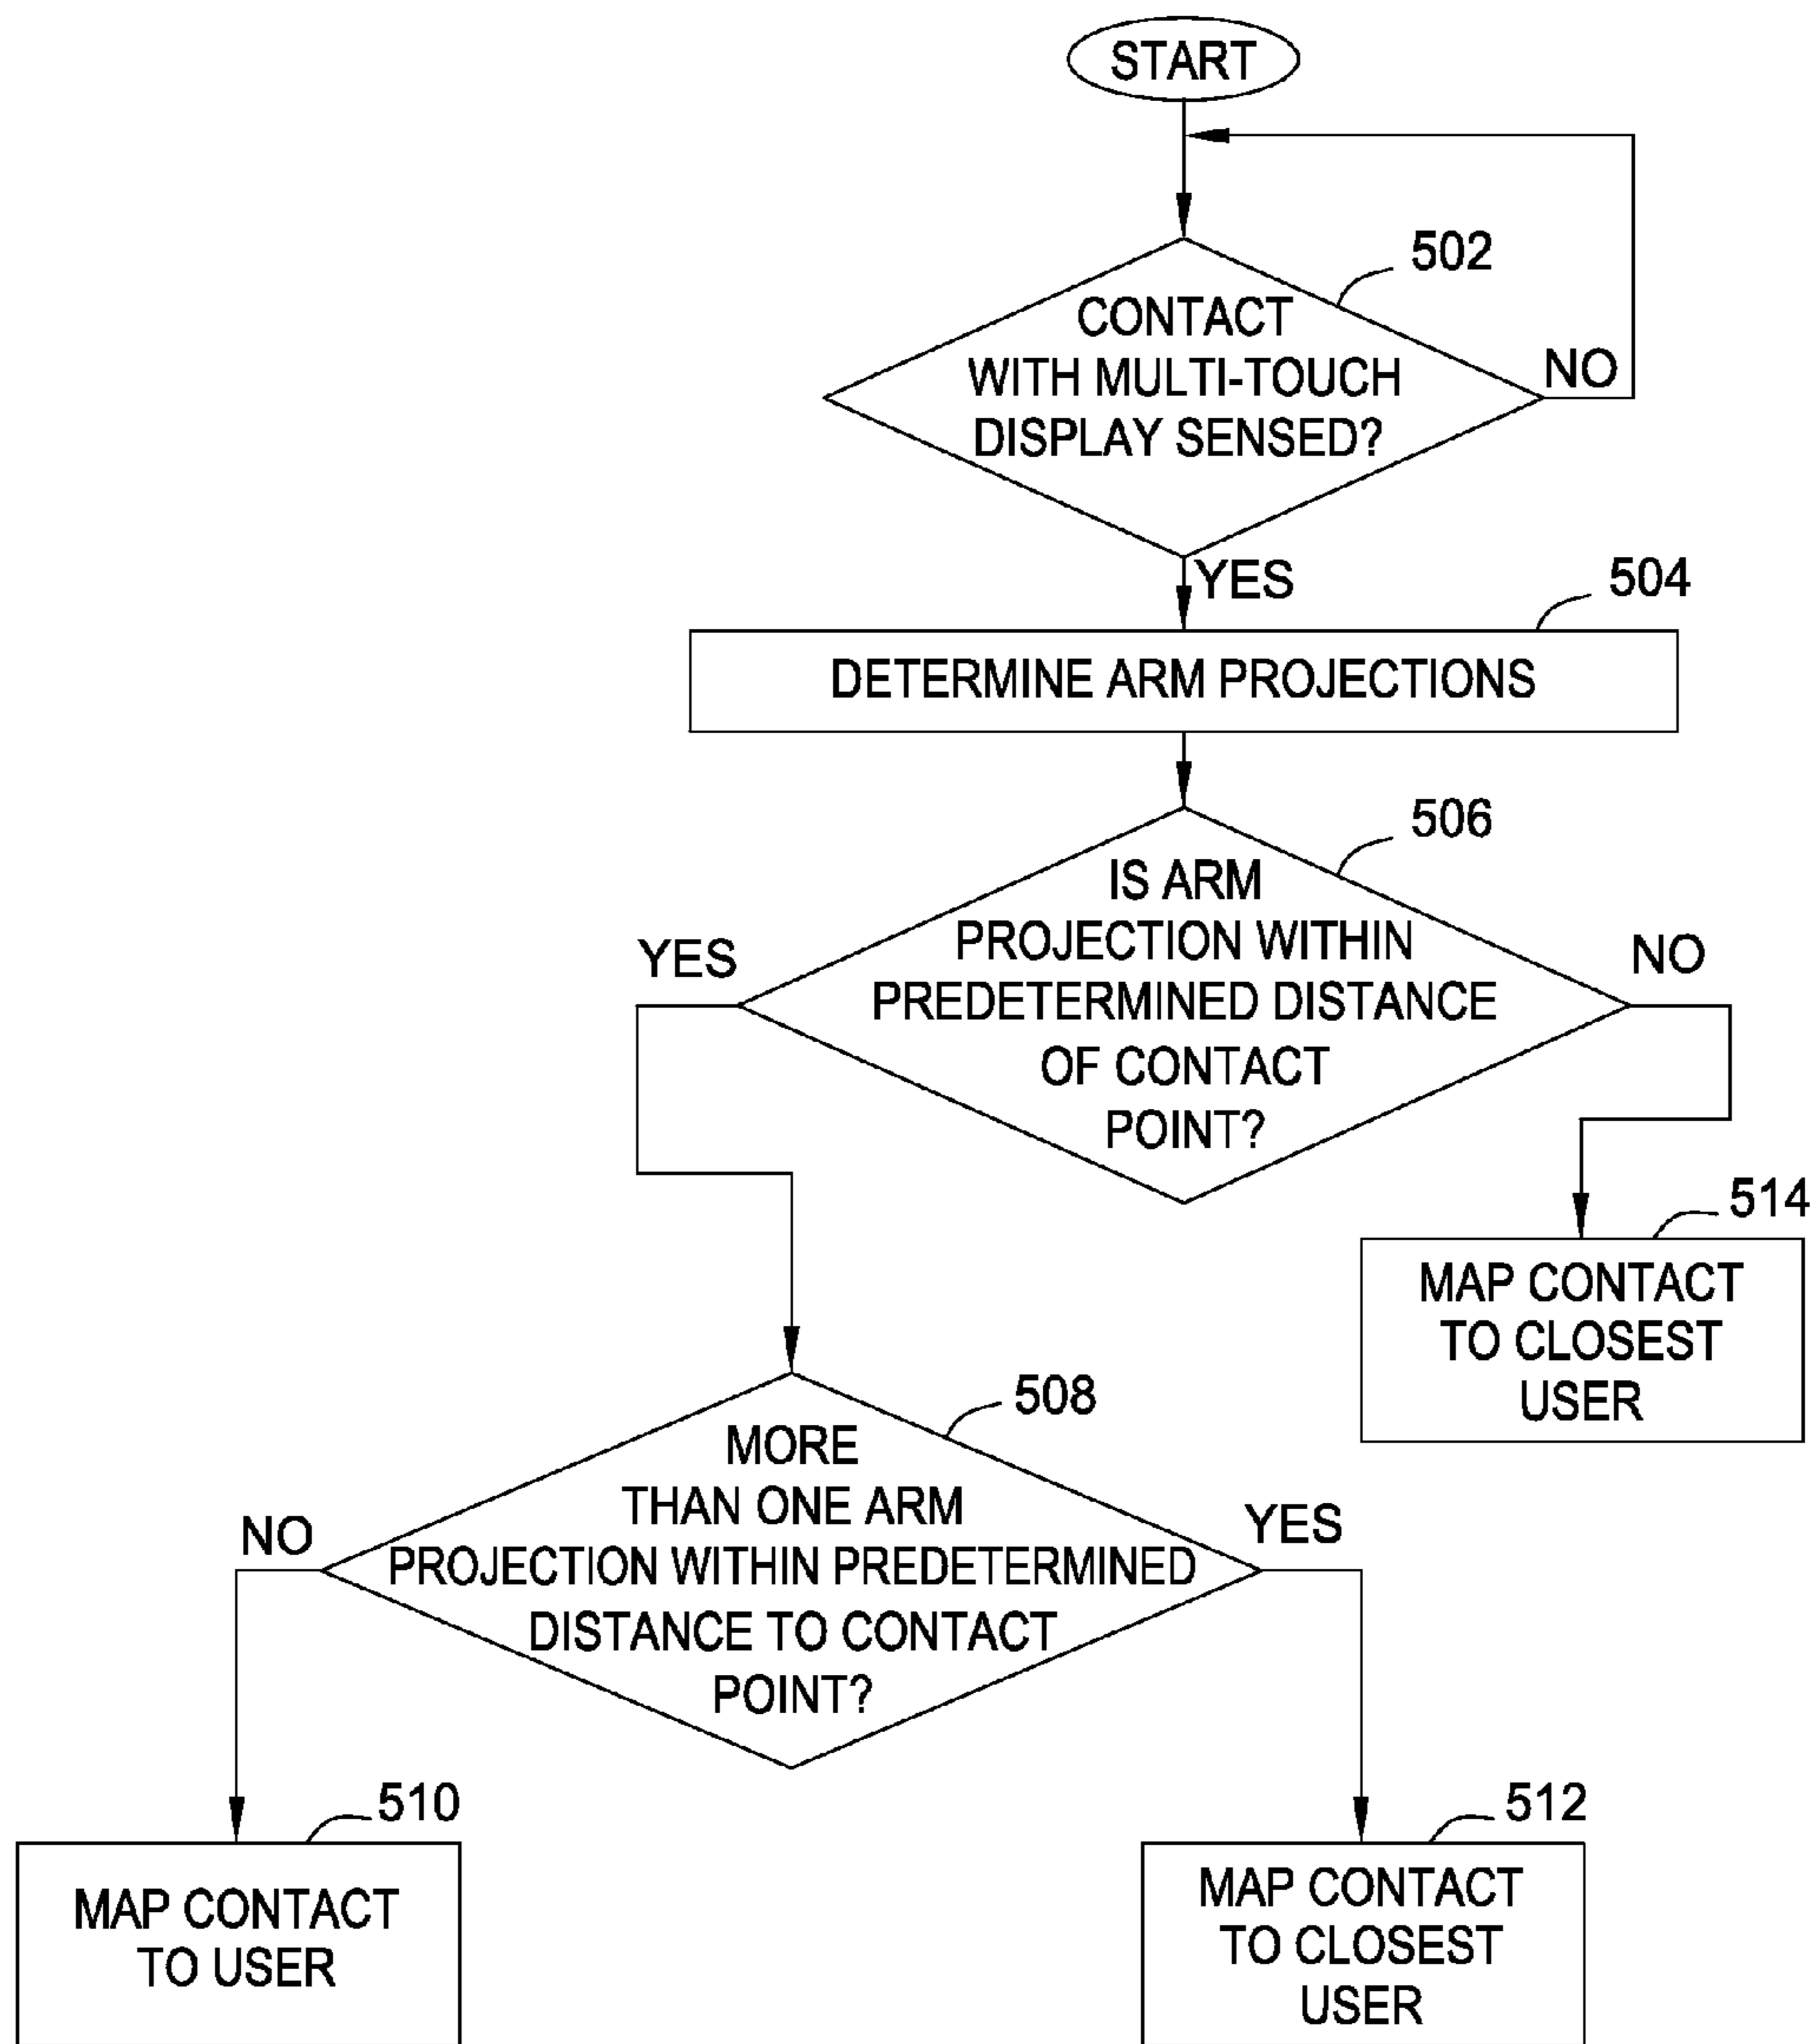 START
502
CONTACT
WITH MULTI-TOUCH
DISPLAY SENSED?
NO
YES
504
DETERMINE ARM PROJECTIONS
506
IS ARM
PROJECTION WITHIN
PREDETERMINED DISTANCE
OF CONTACT
POINT?
YES
NO
514
MAP CONTACT
TO CLOSEST
USER
508
MORE
THAN ONE ARM
PROJECTION WITHIN PREDETERMINED
DISTANCE TO CONTACT
POINT?
NO
YES
510
MAP CONTACT
TO USER
512
MAP CONTACT
TO CLOSEST
USER